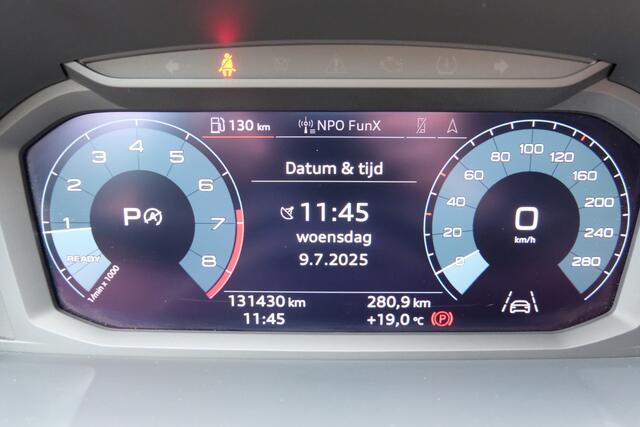 130 km
NPO FunX
Datum & tijd
11:45
woensdag
9.7.2025
131430 km
280,9 km
11:45
+19,0 °C
P
P A
READY
1
2
3
4
5
6
7
8
1/min x 1000
0
20
40
60
80
100
120
160
200
240
280
0
km/h